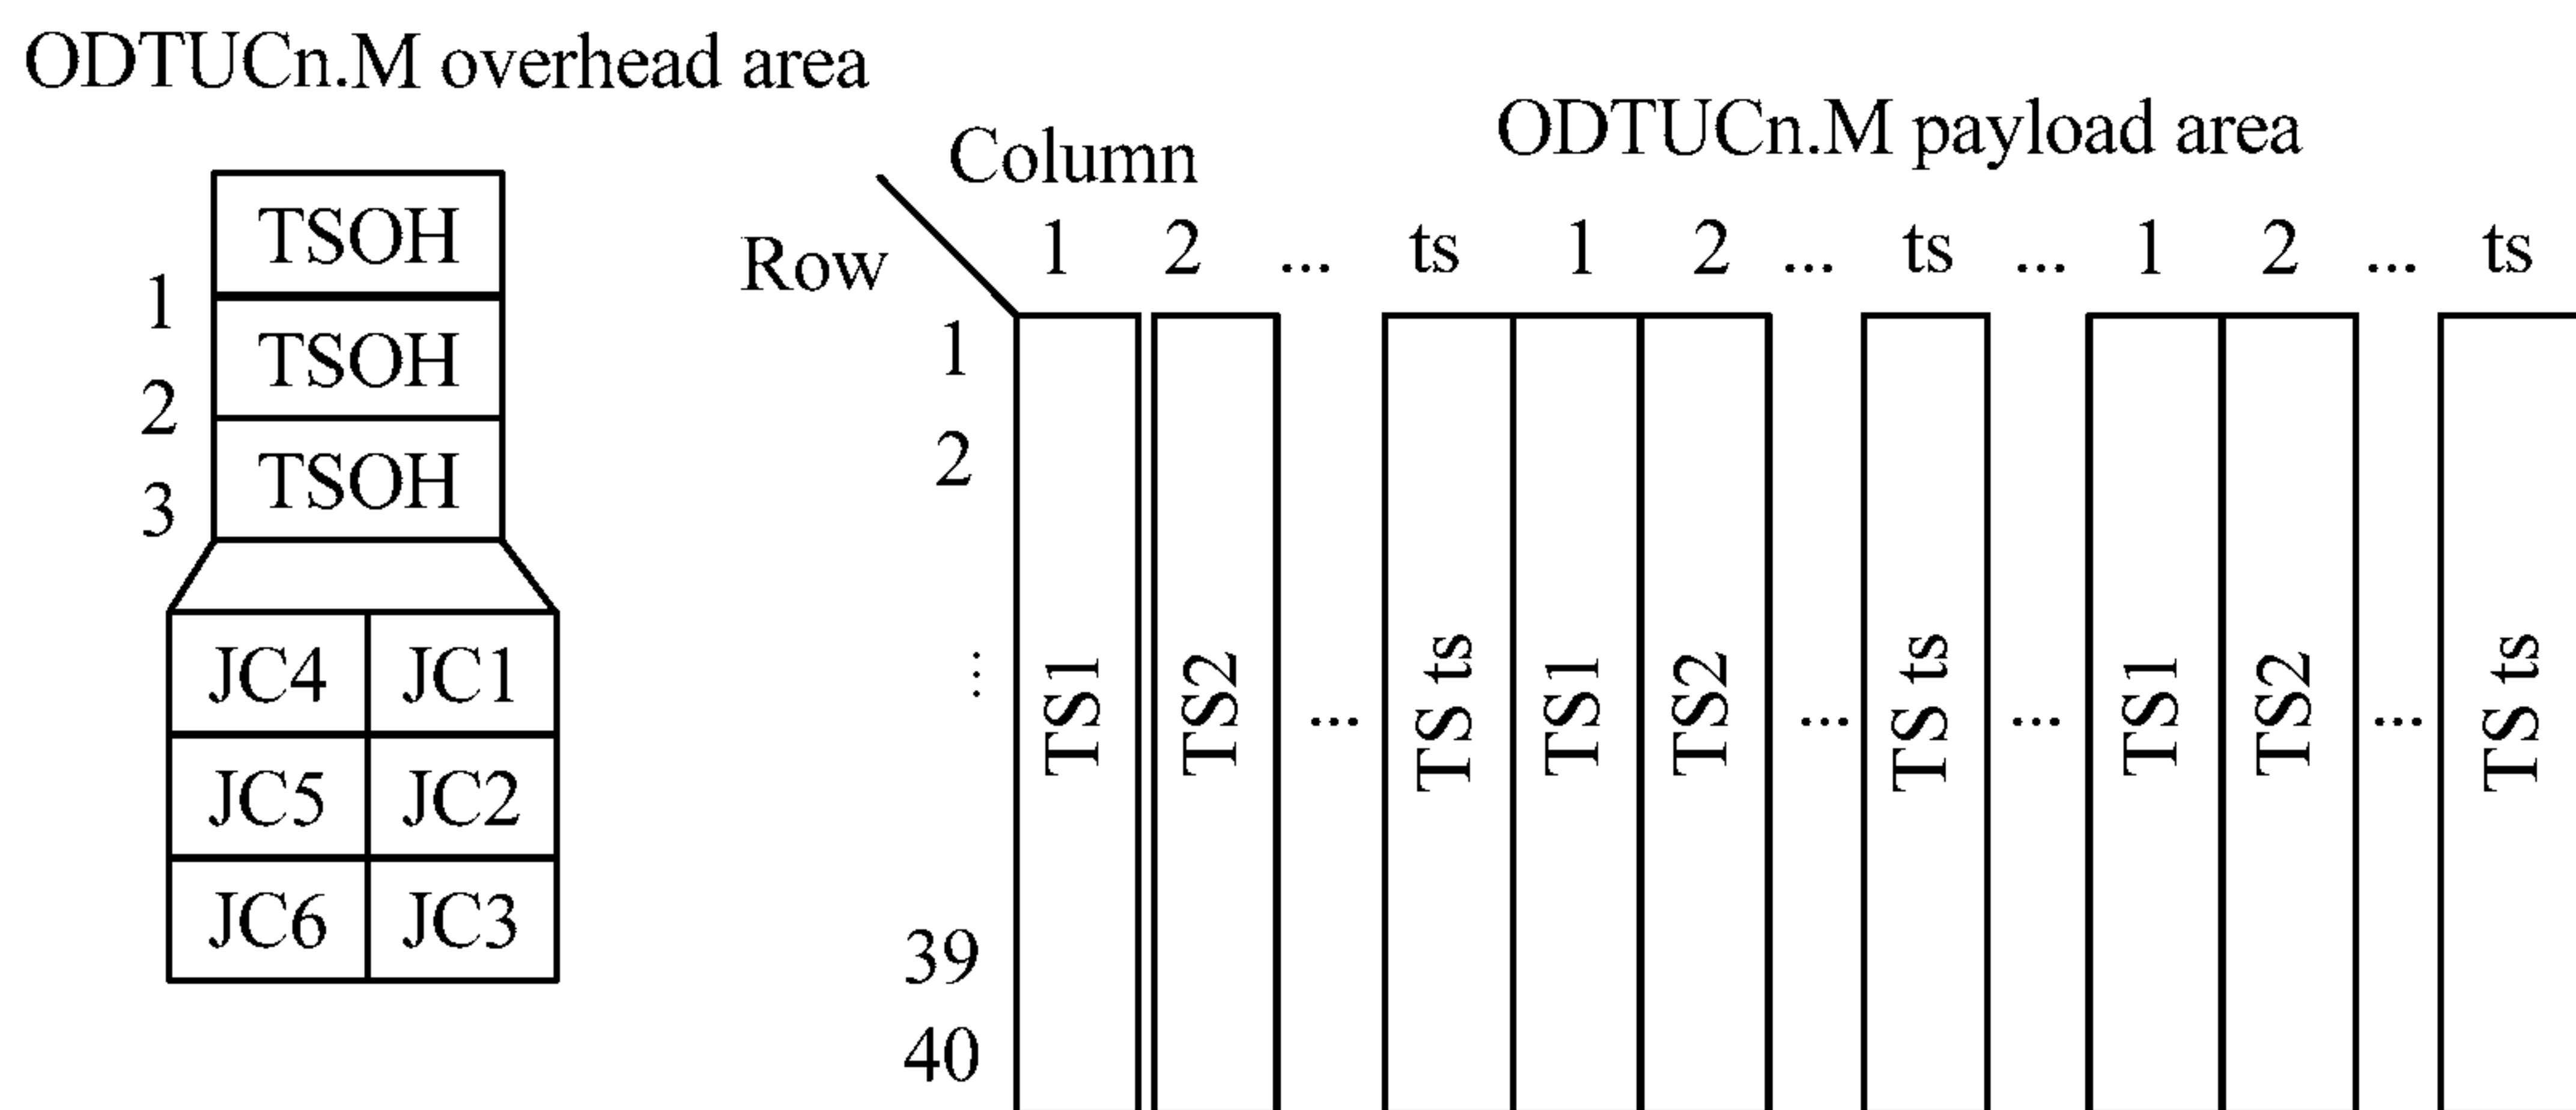 ODTUCn.M overhead area
TSOH
1
TSOH
2
TSOH
3
JC4 JC1
JC5 JC2
JC6 JC3
ODTUCn.M payload area
Column
Row
1 2 ... ts 1 2 ... ts ... 1 2 ... ts
1
2
⋮
TS1 TS2 ... TS ts TS1 TS2 ... TS ts ... TS1 TS2 ... TS ts
39
40